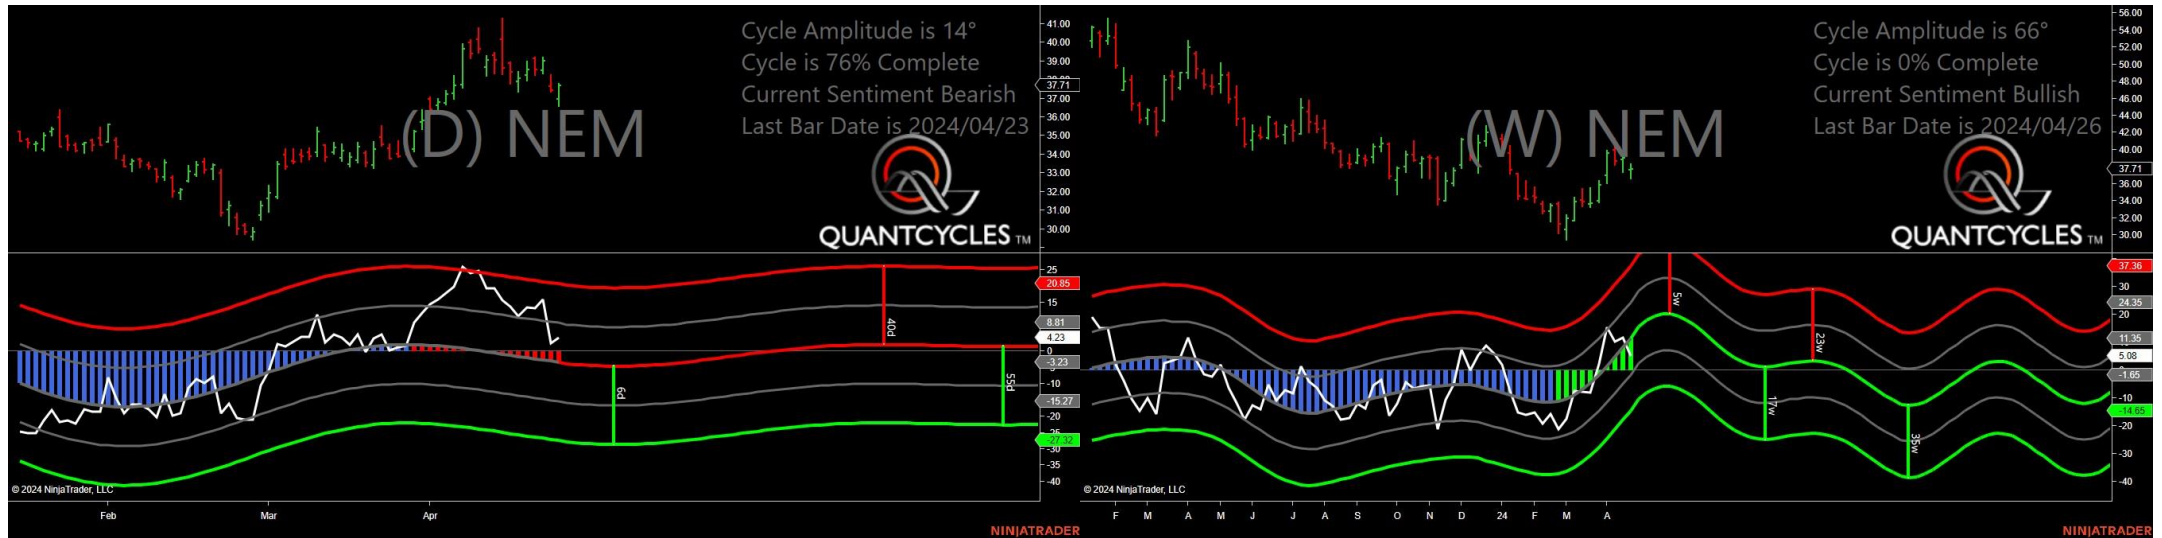 Cycle Amplitude is 14°
Cycle is 76% Complete
Current Sentiment Bearish
Last Bar Date is 2024/04/23
(D) NEM
QUANTCYCLES TM
41.00
40.00
39.00
37.71
37.00
36.00
35.00
34.00
33.00
32.00
31.00
30.00
25
20.85
15
8.81
4.23
0
-3.23
-10
-15.27
-20
-27.32
-30
-35
-40
40d
6d
55d
© 2024 NinjaTrader, LLC
Feb Mar Apr
NINJATRADER
Cycle Amplitude is 66°
Cycle is 0% Complete
Current Sentiment Bullish
Last Bar Date is 2024/04/26
(W) NEM
QUANTCYCLES TM
56.00
54.00
52.00
50.00
48.00
46.00
44.00
42.00
40.00
37.71
36.00
34.00
32.00
30.00
37.36
30
24.35
20
11.35
5.08
-1.65
-10
-14.65
-20
-30
-40
5w
23w
17w
35w
© 2024 NinjaTrader, LLC
F M A M J J A S O N D 24 F M A
NINJATRADER